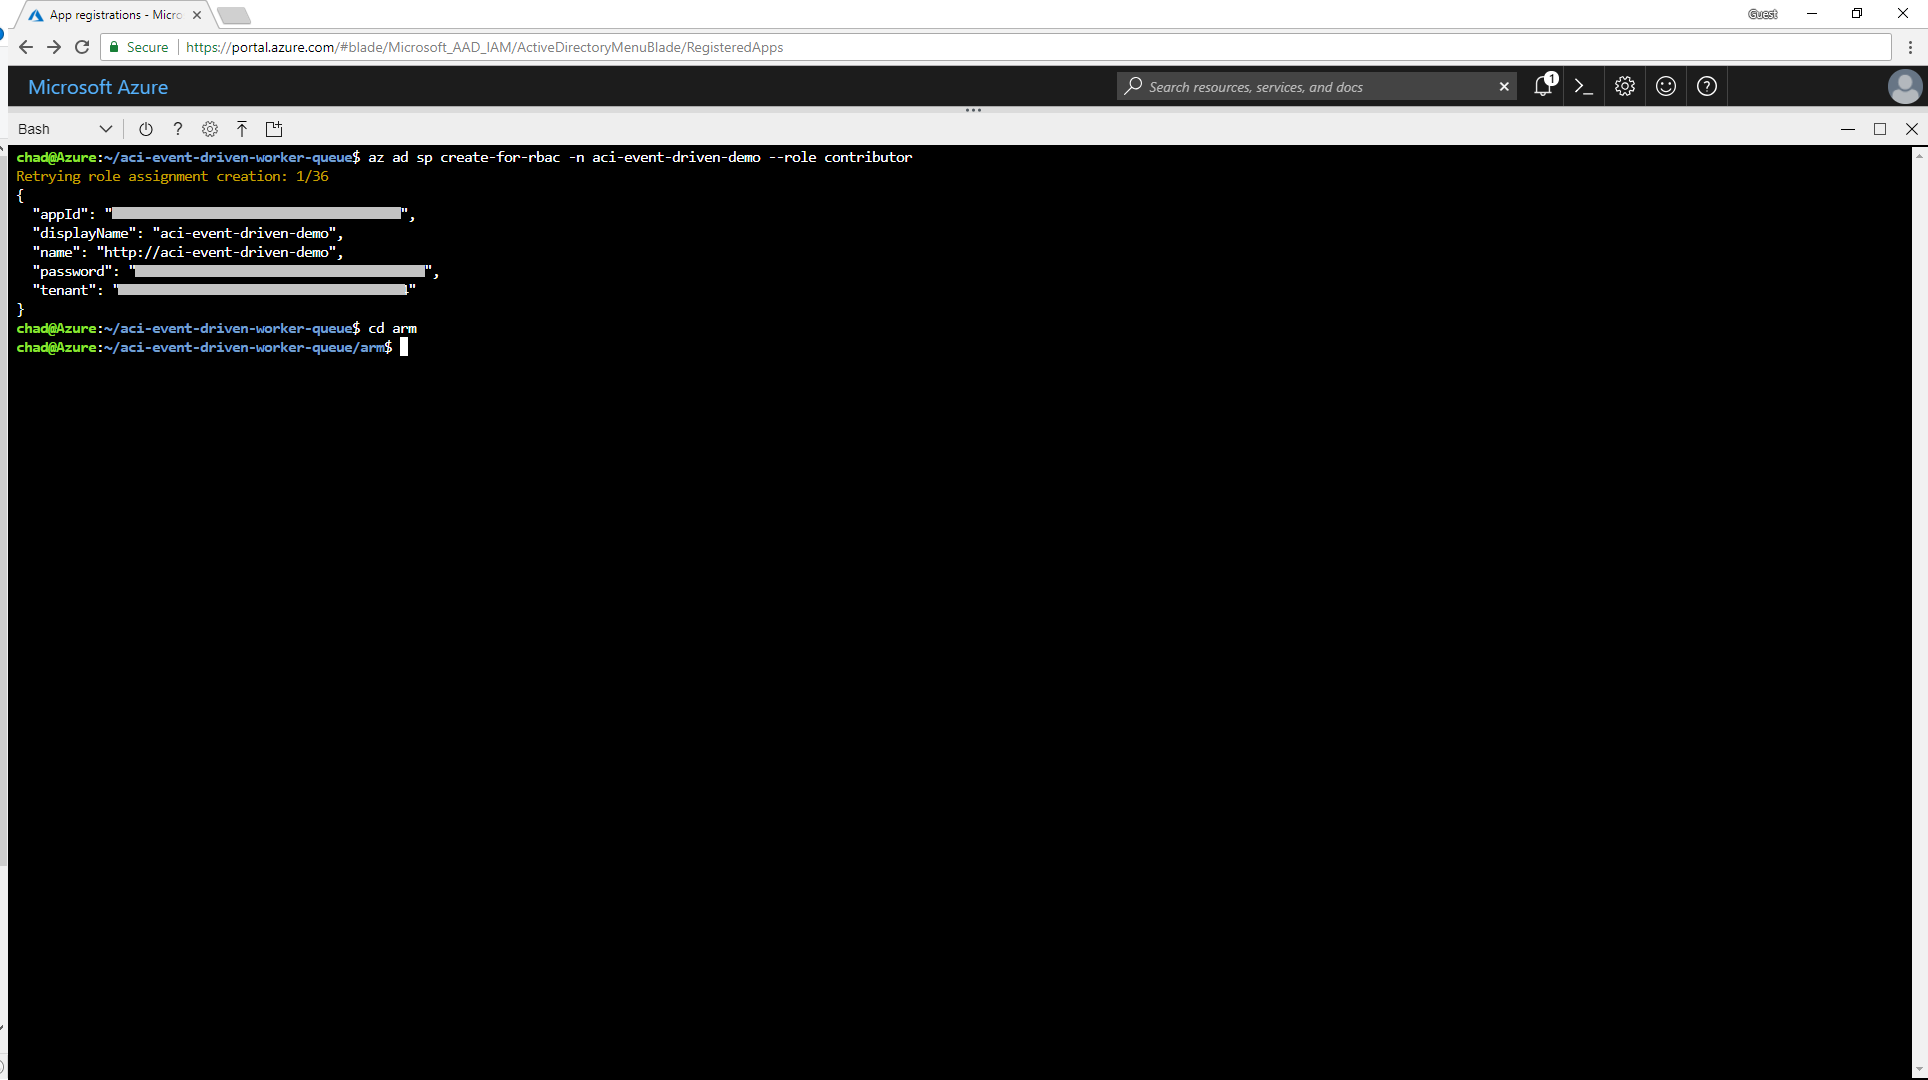 App registrations - Micro
Guest
Secure
https://portal.azure.com/#blade/Microsoft_AAD_IAM/ActiveDirectoryMenuBlade/RegisteredApps
Microsoft Azure
Search resources, services, and docs
1
Bash
chad@Azure:~/aci-event-driven-worker-queue$ az ad sp create-for-rbac -n aci-event-driven-demo --role contributor
Retrying role assignment creation: 1/36
{
"appId": "",
"displayName": "aci-event-driven-demo",
"name": "http://aci-event-driven-demo",
"password": "",
"tenant": ""
}
chad@Azure:~/aci-event-driven-worker-queue$ cd arm
chad@Azure:~/aci-event-driven-worker-queue/arm$